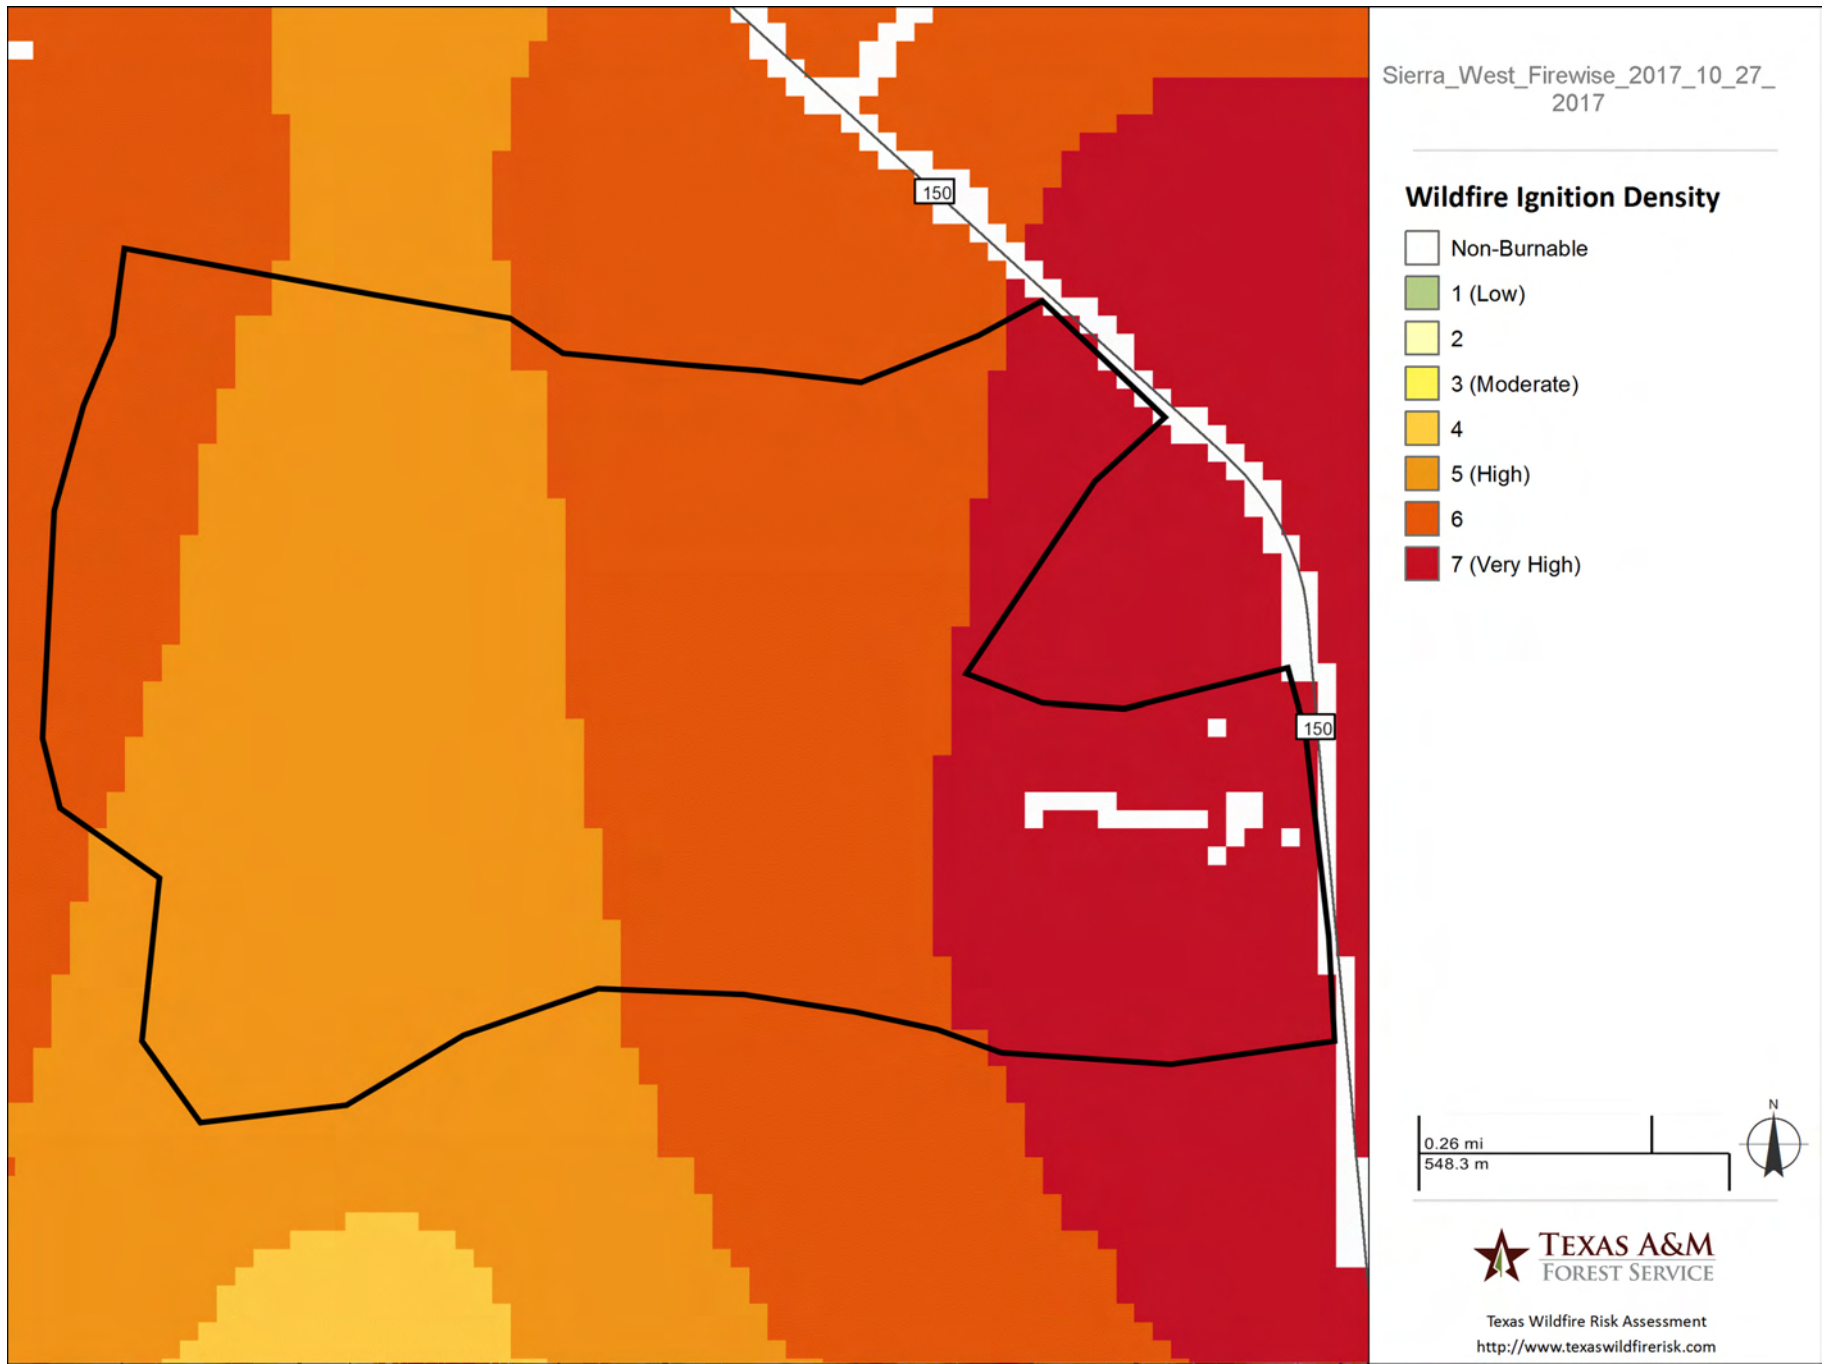 150
150
Sierra_West_Firewise_2017_10_27_
2017
Wildfire Ignition Density
Non-Burnable
1 (Low)
2
3 (Moderate)
4
5 (High)
6
7 (Very High)
0.26 mi
548.3 m
N
TEXAS A&M
FOREST SERVICE
Texas Wildfire Risk Assessment
http://www.texaswildfirerisk.com